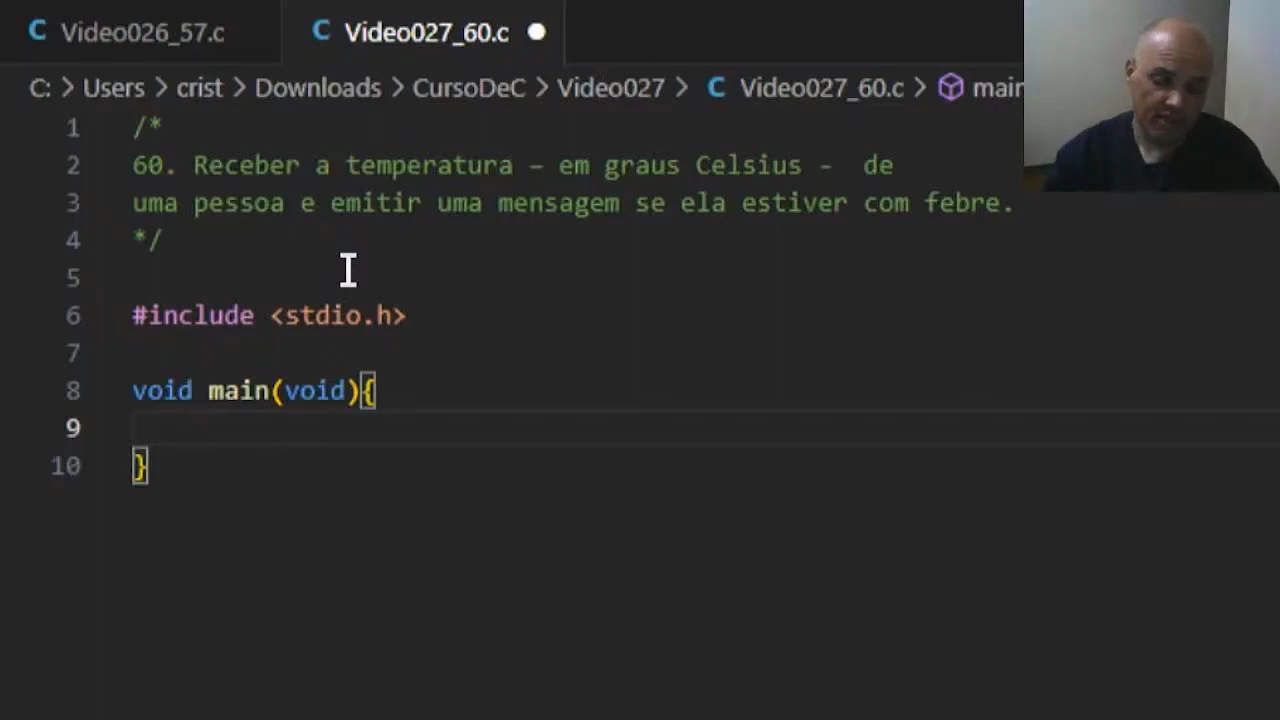 C Video026_57.c C Video027_60.c
C: > Users > crist > Downloads > CursoDeC > Video027 > C Video027_60.c > main
1 /*
2 60. Receber a temperatura – em graus Celsius - de
3 uma pessoa e emitir uma mensagem se ela estiver com febre.
4 */
5
6 #include <stdio.h>
7
8 void main(void){
9
10 }